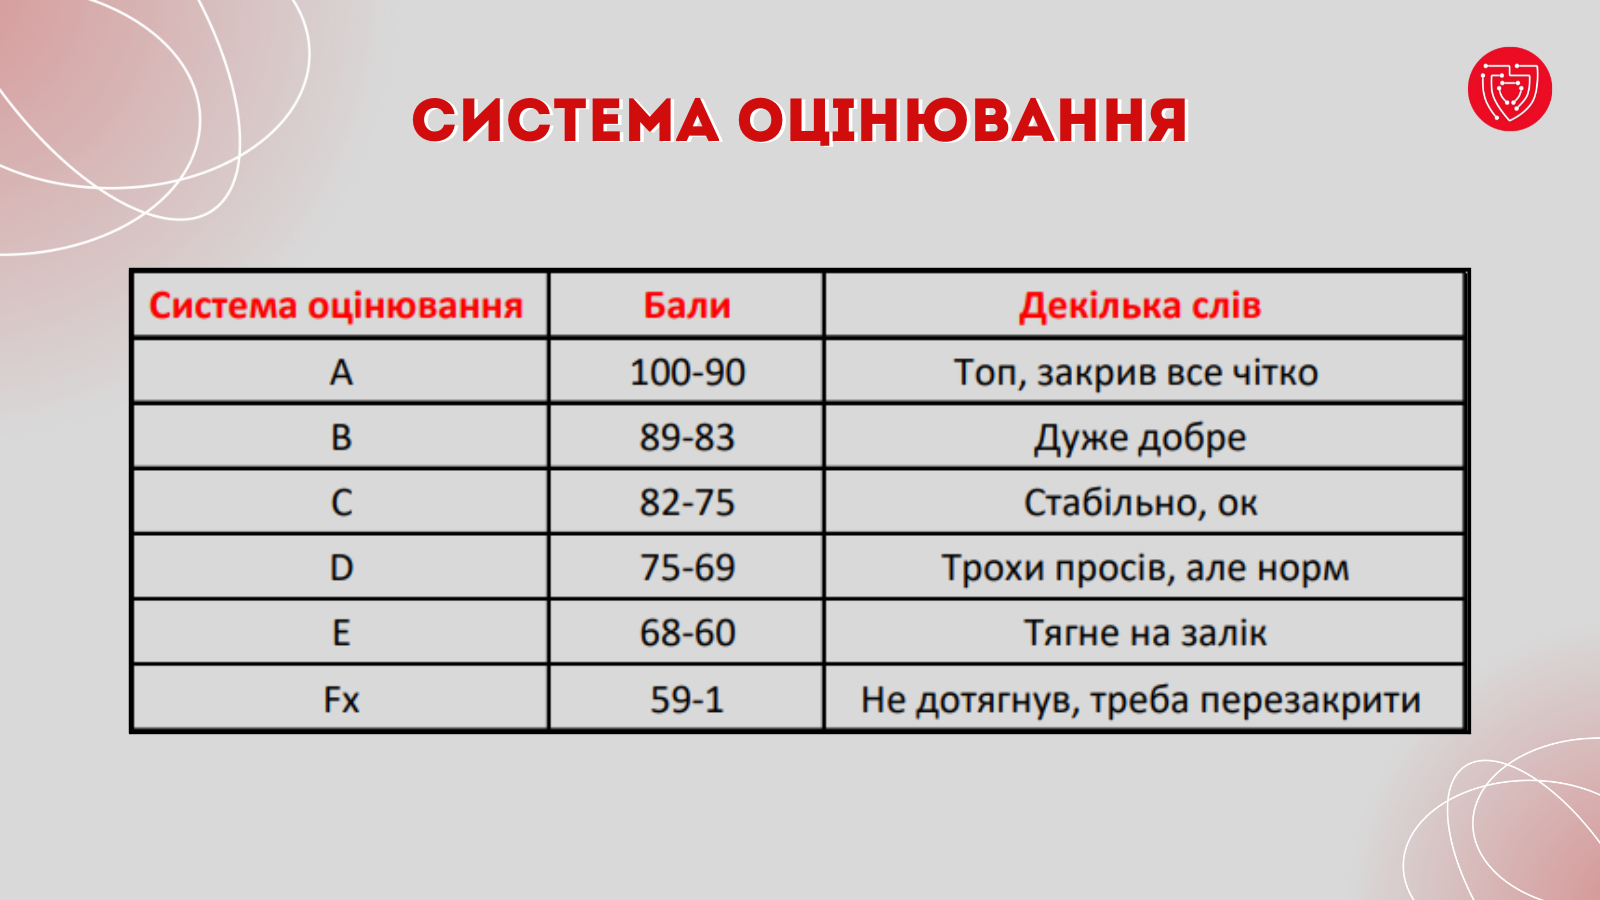 СИСТЕМА ОЦІНЮВАННЯ
Система оцінювання Бали Декілька слів
A 100-90 Топ, закрив все чітко
B 89-83 Дуже добре
C 82-75 Стабільно, ок
D 75-69 Трохи просів, але норм
E 68-60 Тягне на залік
Fx 59-1 Не дотягнув, треба перезакрити